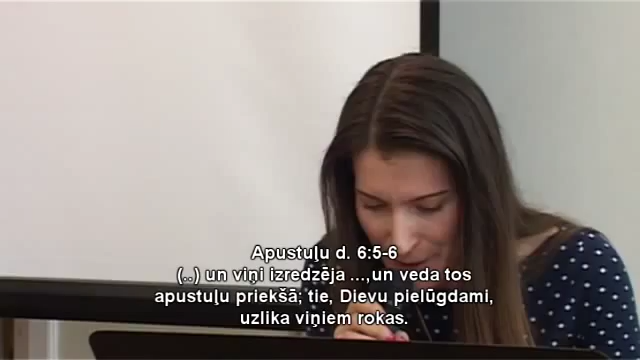 Apustuļu d. 6:5-6
(..) un viņi izredzēja ...,un veda tos
apustuļu priekšā; tie, Dievu pielūgdami,
uzlika viņiem rokas.